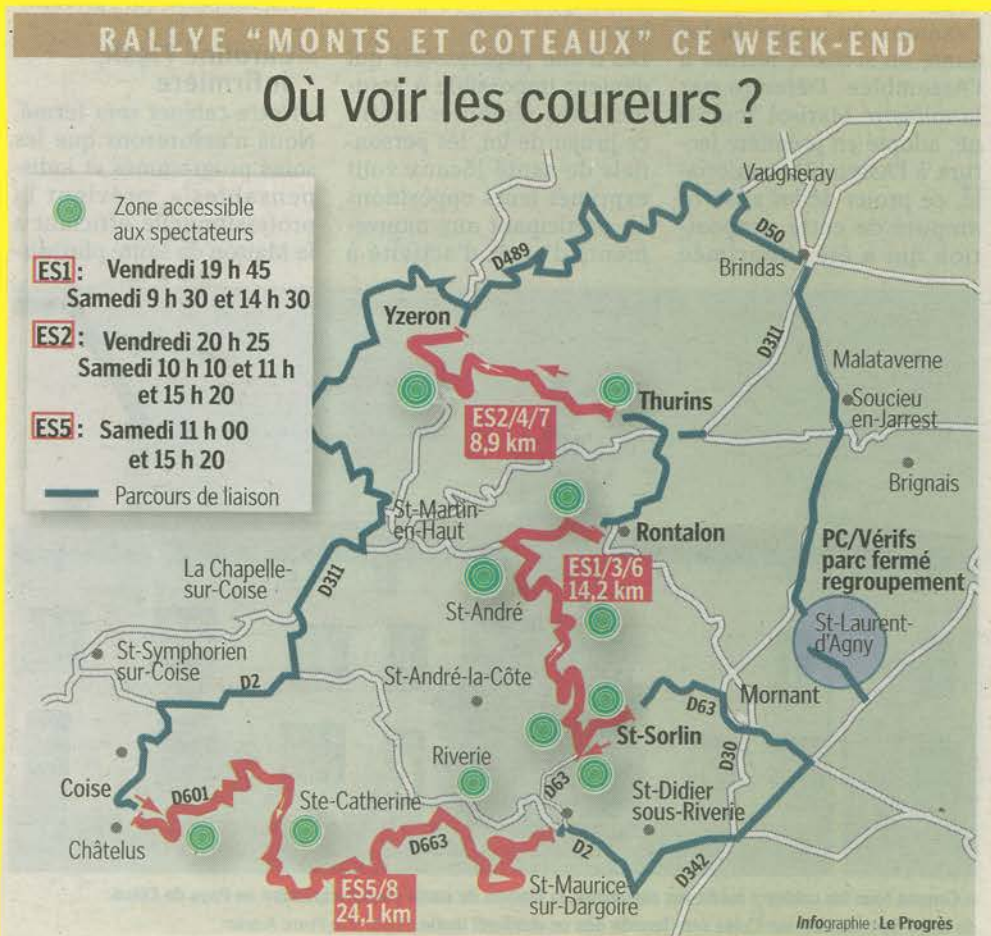 RALLYE "MONTS ET COTEAUX" CE WEEK-END
Où voir les coureurs ?
Zone accessible
aux spectateurs
ES1 : Vendredi 19 h 45
Samedi 9 h 30 et 14 h 30
ES2 : Vendredi 20 h 25
Samedi 10 h 10 et 11 h
et 15 h 20
ES5 : Samedi 11 h 00
et 15 h 20
Parcours de liaison
Vaugneray
D50
Brindas
D489
Yzeron
D311
Malataverne
Thurins
Soucieu
en-Jarrest
ES2/4/7
8,9 km
Brignais
St-Martin
en-Haut
Rontalon
PC/Vérifs
parc fermé
regroupement
ES1/3/6
14,2 km
La Chapelle-
sur-Coise
D311
St-André
St-Laurent-
d'Agny
St-Symphorien
sur-Coise
St-André-la-Côte
D2
Mornant
D63
St-Sorlin
D30
Riverie
D63
Coise
D601
Ste-Catherine
St-Didier
sous-Riverie
Châtelus
D663
D2
D342
ES5/8
24,1 km
St-Maurice-
sur-Dargoire
Infographie : Le Progrès